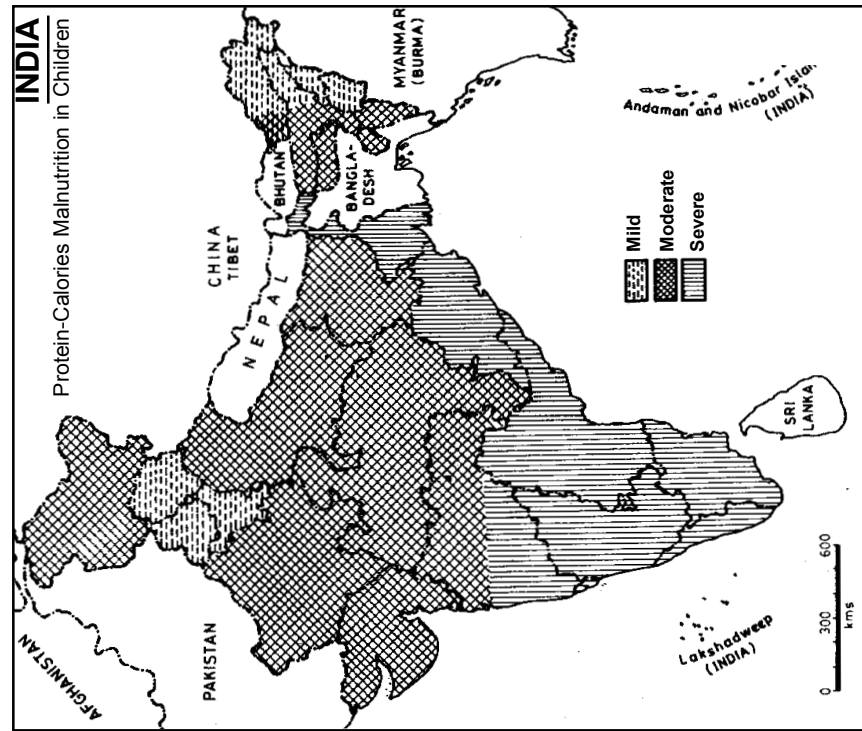 INDIA
Protein-Calories Malnutrition in Children
AFGHANISTAN
PAKISTAN
CHINA
TIBET
NEPAL
BHUTAN
BANGLA-
DESH
MYANMAR
(BURMA)
Mild
Moderate
Severe
Andaman and Nicobar Islan
(INDIA)
Lakshadweep
(INDIA)
SRI
LANKA
0 300 600
kms